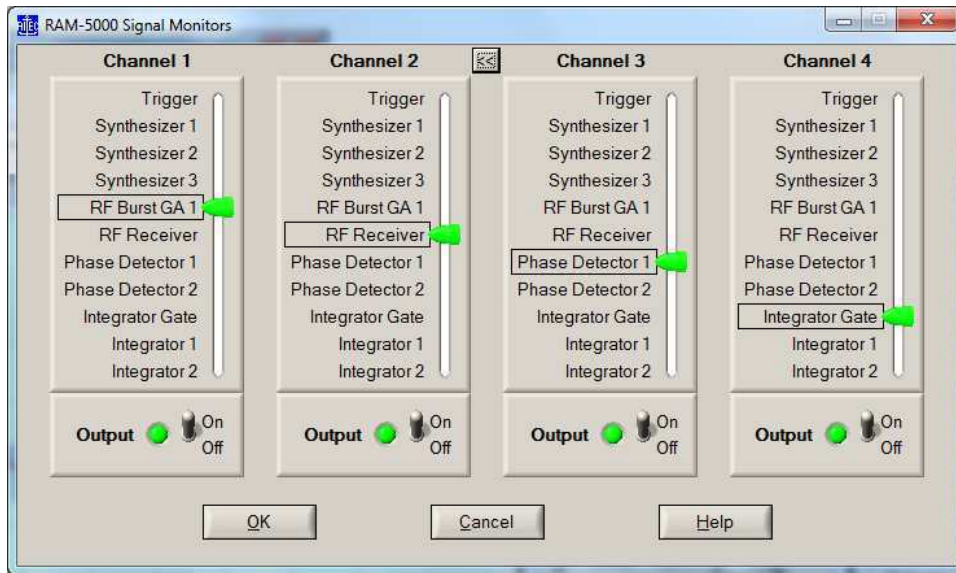 RITEC RAM-5000 Signal Monitors
Channel 1
Trigger
Synthesizer 1
Synthesizer 2
Synthesizer 3
RF Burst GA 1
RF Receiver
Phase Detector 1
Phase Detector 2
Integrator Gate
Integrator 1
Integrator 2
Output
On
Off
Channel 2
Trigger
Synthesizer 1
Synthesizer 2
Synthesizer 3
RF Burst GA 1
RF Receiver
Phase Detector 1
Phase Detector 2
Integrator Gate
Integrator 1
Integrator 2
Output
On
Off
<<
Channel 3
Trigger
Synthesizer 1
Synthesizer 2
Synthesizer 3
RF Burst GA 1
RF Receiver
Phase Detector 1
Phase Detector 2
Integrator Gate
Integrator 1
Integrator 2
Output
On
Off
Channel 4
Trigger
Synthesizer 1
Synthesizer 2
Synthesizer 3
RF Burst GA 1
RF Receiver
Phase Detector 1
Phase Detector 2
Integrator Gate
Integrator 1
Integrator 2
Output
On
Off
OK
Cancel
Help